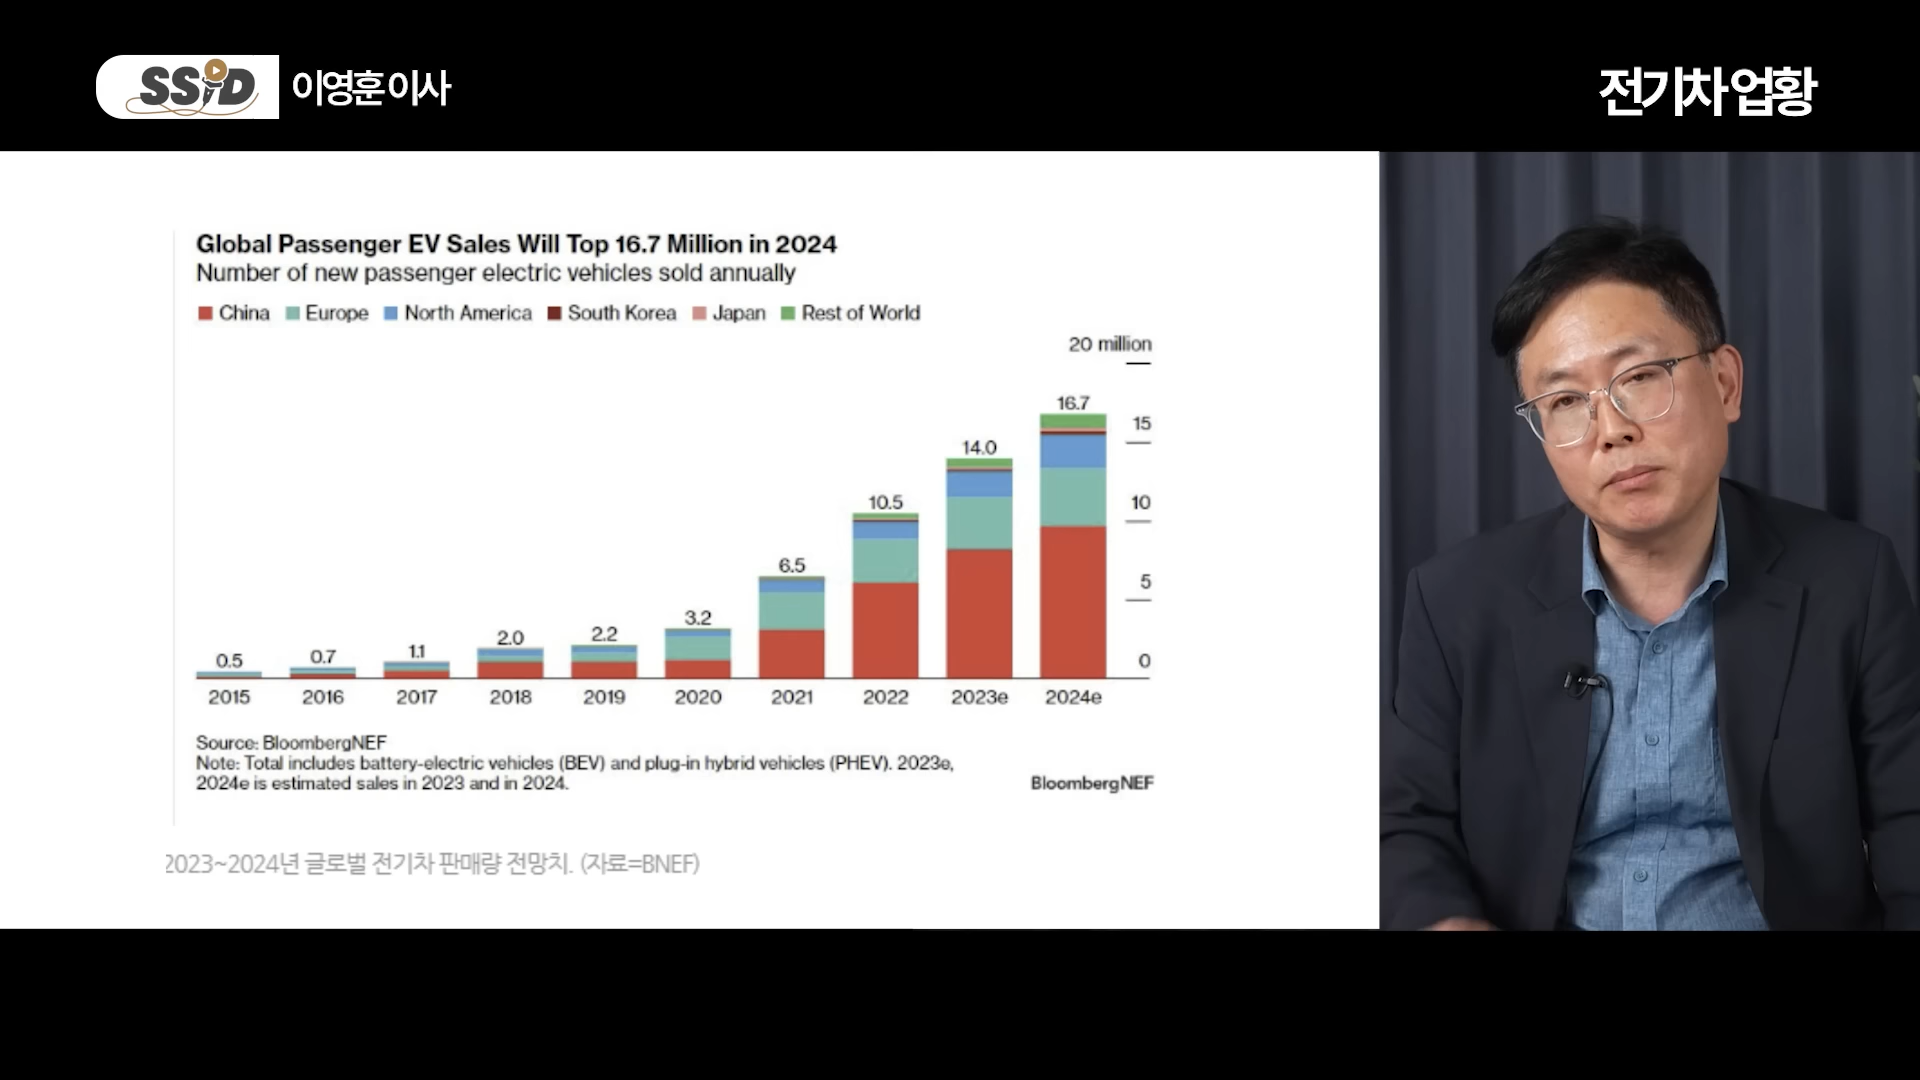 SSiD 이영훈 이사
전기차 업황
Global Passenger EV Sales Will Top 16.7 Million in 2024
Number of new passenger electric vehicles sold annually
China Europe North America South Korea Japan Rest of World
20 million
16.7
15
14.0
10.5
10
6.5
5
3.2
2.2
2.0
1.1
0.7
0.5
0
2015 2016 2017 2018 2019 2020 2021 2022 2023e 2024e
Source: BloombergNEF
Note: Total includes battery-electric vehicles (BEV) and plug-in hybrid vehicles (PHEV). 2023e,
2024e is estimated sales in 2023 and in 2024.
BloombergNEF
2023~2024년 글로벌 전기차 판매량 전망치. (자료=BNEF)